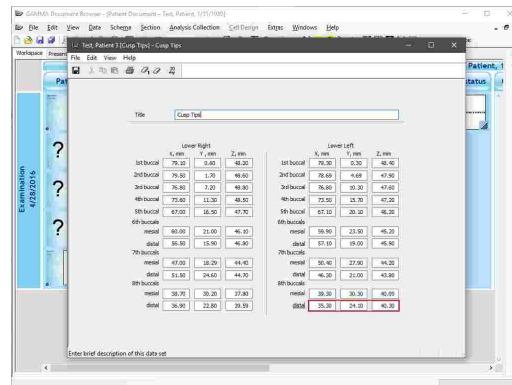 GAMMA Document Browser - [Patient Document - Test, Patient, 1/15/1989]
File Edit View Data Schema Section Analysis Collection Cell Design Extras Windows Help
Workspace Present
Patient, 1
Pat
status
Examination
4/28/2016
?
?
?
Test, Patient 3 [Cusp Tips] - Cusp Tips
File Edit View Help
Title Cusp Tips
Lower Right Lower Left
X, mm Y, mm Z, mm X, mm Y, mm Z, mm
1st buccal 79.10 0.60 48.20 1st buccal 79.30 0.30 48.40
2nd buccal 79.50 1.70 48.60 2nd buccal 78.69 4.69 47.90
3rd buccal 76.80 7.20 48.80 3rd buccal 76.80 10.30 47.60
4th buccal 73.60 11.30 48.50 4th buccal 73.50 15.70 47.20
5th buccal 67.00 16.50 47.70 5th buccal 67.10 20.10 46.20
6th buccals 6th buccals
mesial 60.00 21.00 46.10 mesial 59.90 23.50 45.20
distal 56.50 15.90 46.80 distal 57.10 19.00 45.90
7th buccals 7th buccals
mesial 47.00 18.29 44.40 mesial 50.40 27.90 44.20
distal 51.50 24.60 44.70 distal 46.30 21.00 43.80
8th buccals 8th buccals
mesial 38.70 30.20 37.80 mesial 39.30 30.30 40.09
distal 36.90 22.80 39.59 distal 35.30 24.10 40.30
Enter brief description of this data set